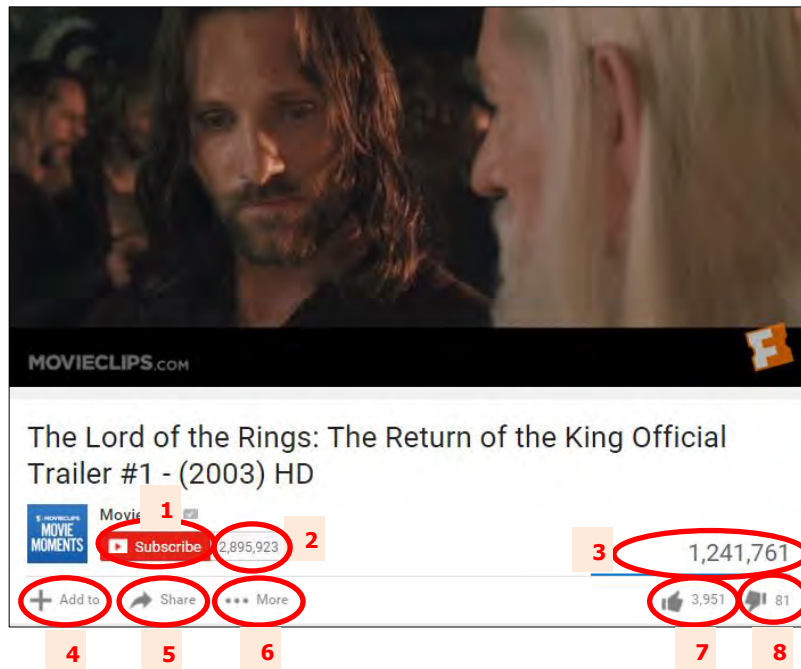 MOVIECLIPS.COM
The Lord of the Rings: The Return of the King Official
Trailer #1 - (2003) HD
MOVIECLIPS
MOVIE
MOMENTS
1
Subscribe
2,895,923
2
3
1,241,761
Add to
Share
More
3,951
81
4
5
6
7
8